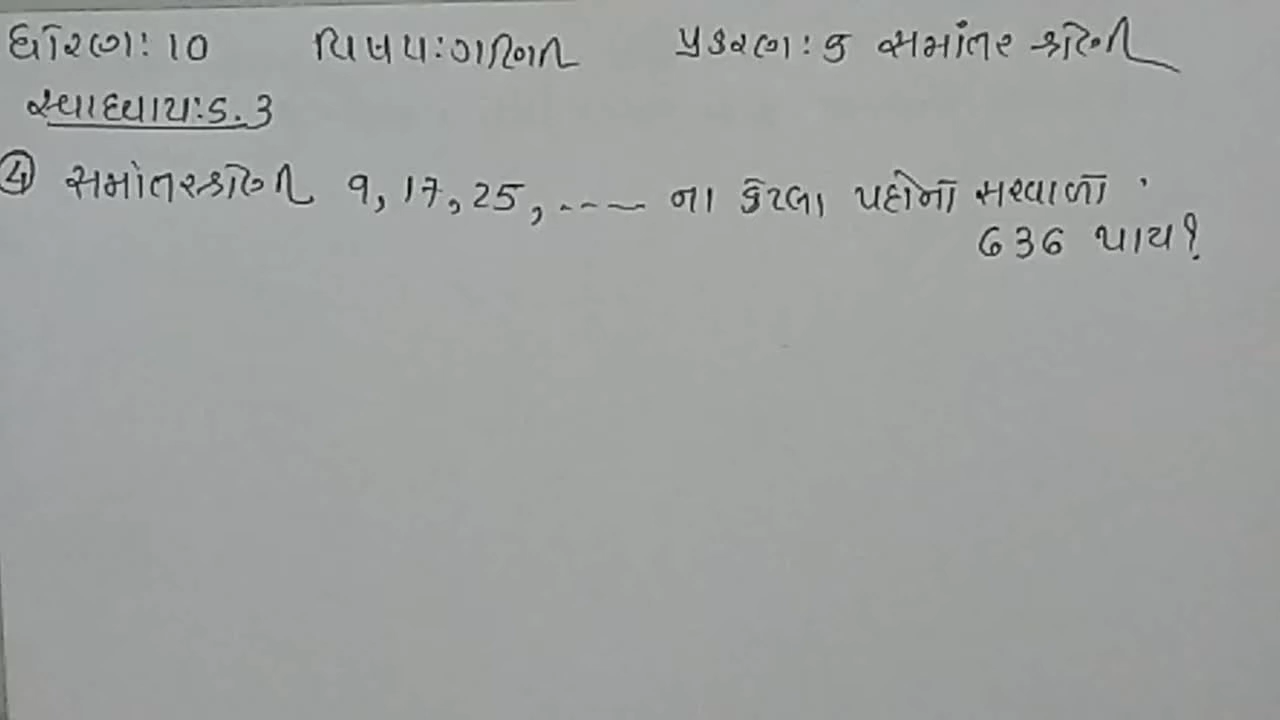 ધોરણ: 10 વિષય: ગણિત પ્રકરણ: 5 સમાંતર શ્રેણી
સ્વાધ્યાય: 5.3
④ સમાંતરશ્રેણી 9, 17, 25, ---- ના કેટલા પદોનો સરવાળો
636 થાય?